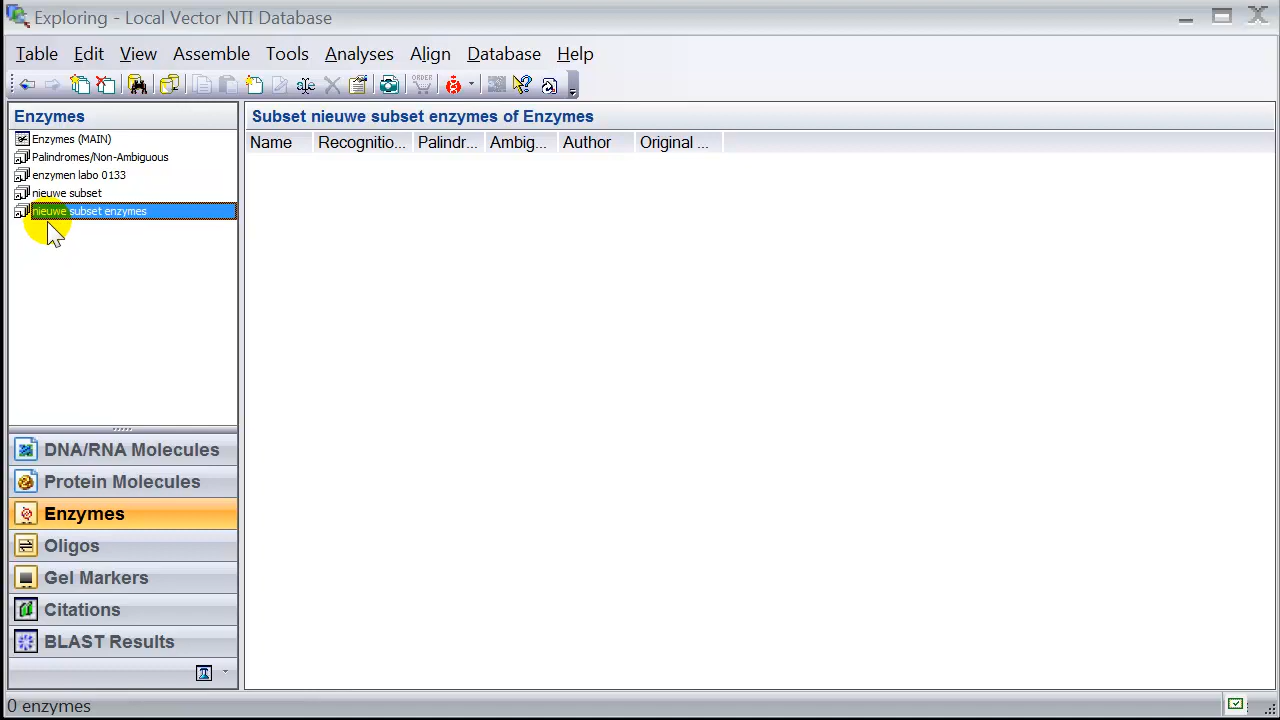 Exploring - Local Vector NTI Database
Table Edit View Assemble Tools Analyses Align Database Help
ORDER
Enzymes
Subset nieuwe subset enzymes of Enzymes
Name Recognitio... Palindr... Ambig... Author Original ...
Enzymes (MAIN)
Palindromes/Non-Ambiguous
enzymen labo 0133
nieuwe subset
nieuwe subset enzymes
DNA/RNA Molecules
Protein Molecules
Enzymes
Oligos
Gel Markers
Citations
BLAST Results
0 enzymes